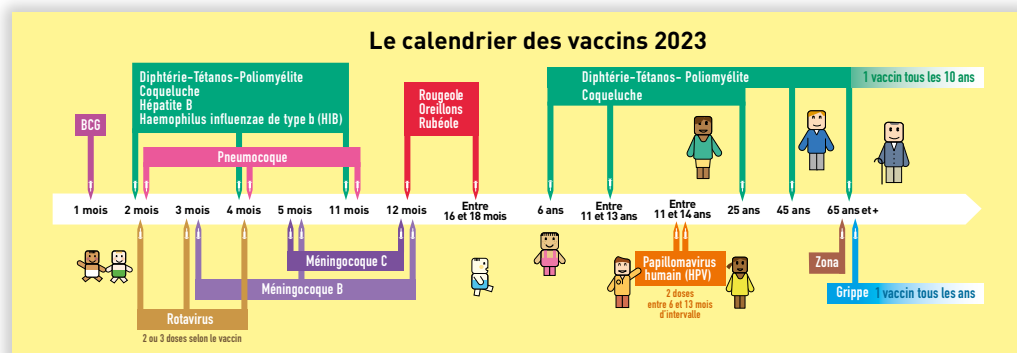 Le calendrier des vaccins 2023
Diphtérie-Tétanos-Poliomyélite
Coqueluche
Hépatite B
Haemophilus influenzae de type b (HIB)
Rougeole
Oreillons
Rubéole
Diphtérie-Tétanos- Poliomyélite
Coqueluche
1 vaccin tous les 10 ans
BCG
Pneumocoque
1 mois
2 mois
3 mois
4 mois
5 mois
11 mois
12 mois
Entre
16 et 18 mois
6 ans
Entre
11 et 13 ans
Entre
11 et 14 ans
25 ans
45 ans
65 ans et +
Méningocoque C
Méningocoque B
Rotavirus
2 ou 3 doses selon le vaccin
Papillomavirus
humain (HPV)
2 doses
entre 6 et 13 mois
d'intervalle
Zona
Grippe 1 vaccin tous les ans